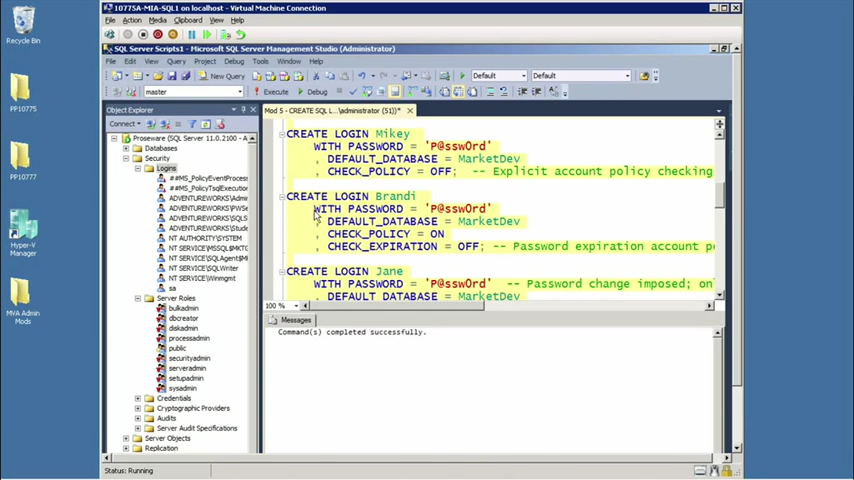 10775A-MIA-SQL1 on localhost - Virtual Machine Connection
File Action Media Clipboard View Help
SQL Server Scripts1 - Microsoft SQL Server Management Studio (Administrator)
File Edit View Query Project Debug Tools Window Help
New Query Default Default
master Execute Debug
Object Explorer
Mod 5 - CREATE SQL L...\administrator (51))*
Connect
Proseware (SQL Server 11.0.2100 - ADVEN
Databases
Security
Logins
##MS_PolicyEventProcess
##MS_PolicyTsqlExecution
ADVENTUREWORKS\Admin
ADVENTUREWORKS\Admin
ADVENTUREWORKS\PWSer
ADVENTUREWORKS\SQLS
ADVENTUREWORKS\Stude
NT AUTHORITY\SYSTEM
NT SERVICE\MSSQL$MKTG
NT SERVICE\SQLAgent$MK
NT SERVICE\SQLWriter
NT SERVICE\Winmgmt
sa
Server Roles
bulkadmin
dbcreator
diskadmin
processadmin
public
securityadmin
serveradmin
setupadmin
sysadmin
Credentials
Cryptographic Providers
Audits
Server Audit Specifications
Server Objects
Replication
CREATE LOGIN Mikey
WITH PASSWORD = 'P@ssw0rd'
, DEFAULT_DATABASE = MarketDev
, CHECK_POLICY = OFF; -- Explicit account policy checking
CREATE LOGIN Brandi
WITH PASSWORD = 'P@ssw0rd'
, DEFAULT_DATABASE = MarketDev
, CHECK_POLICY = ON
, CHECK_EXPIRATION = OFF; -- Password expiration account po
CREATE LOGIN Jane
WITH PASSWORD = 'P@ssw0rd' -- Password change imposed; onl
, DEFAULT_DATABASE = MarketDev
100 %
Messages
Command(s) completed successfully.
Status: Running
Recycle Bin
PP10775
PP10777
Hyper-V
Manager
MVA Admin
Mods